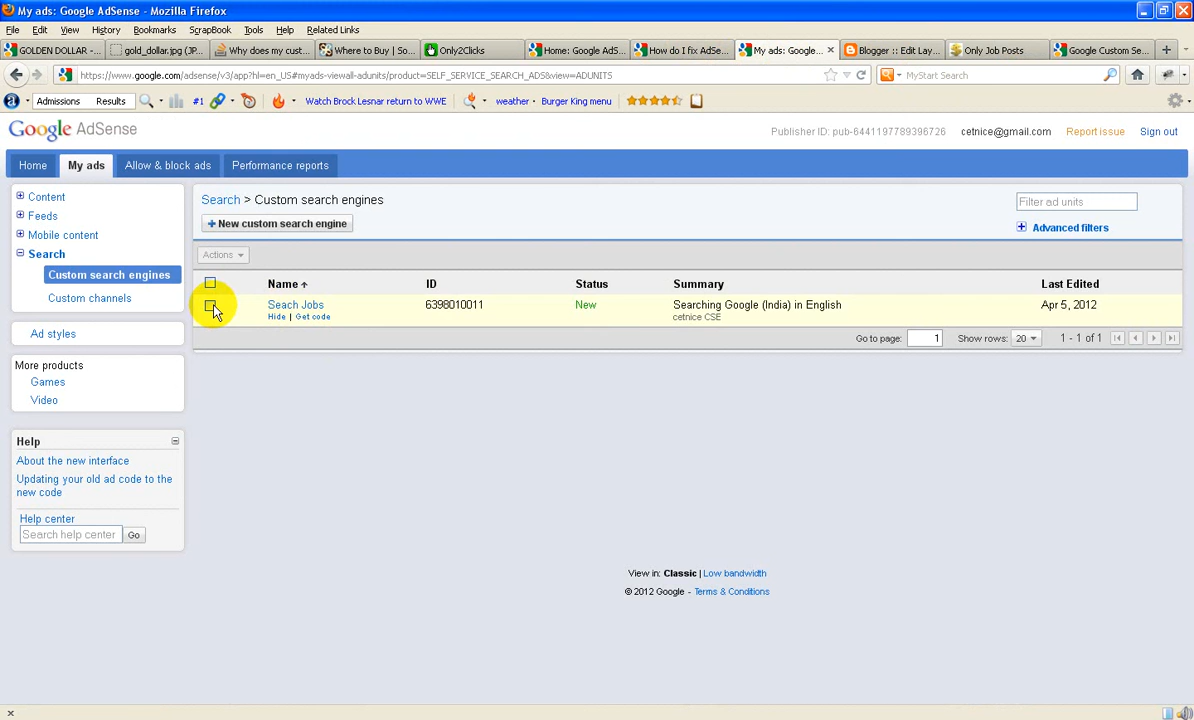 My ads: Google AdSense - Mozilla Firefox
File Edit View History Bookmarks ScrapBook Tools Help Related Links
GOLDEN DOLLAR - ... gold_dollar.jpg (JP... Why does my cust... Where to Buy | So... Only2Clicks Home: Google AdS... How do I fix AdSe... My ads: Google... Blogger :: Edit Lay... Only Job Posts Google Custom Se...
https://www.google.com/adsense/v3/app?hl=en_US#myads-viewall-adunits/product=SELF_SERVICE_SEARCH_ADS&view=ADUNITS MyStart Search
Admissions Results #1 Watch Brock Lesnar return to WWE weather Burger King menu
Google AdSense Publisher ID: pub-6441197789396726 cetnice@gmail.com Report issue Sign out
Home My ads Allow & block ads Performance reports
Content
Feeds
Mobile content
Search
Custom search engines
Custom channels
Ad styles
More products
Games
Video
Help
About the new interface
Updating your old ad code to the
new code
Help center
Search help center Go
Search > Custom search engines Filter ad units
+ New custom search engine Advanced filters
Actions
Name ID Status Summary Last Edited
Seach Jobs 6398010011 New Searching Google (India) in English Apr 5, 2012
Hide | Get code cetnice CSE
Go to page: 1 Show rows: 20 1 - 1 of 1
View in: Classic | Low bandwidth
© 2012 Google - Terms & Conditions